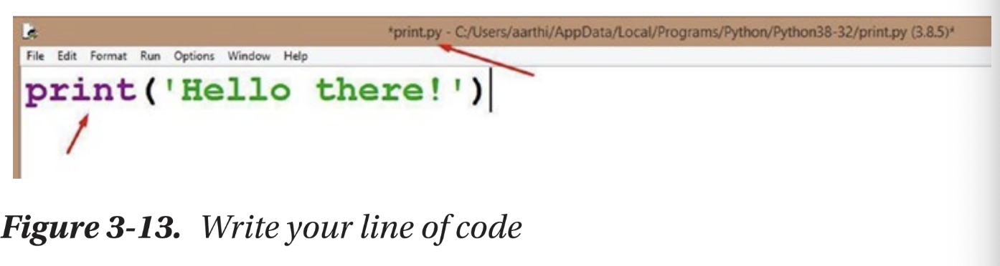 *print.py - C:/Users/aarthi/AppData/Local/Programs/Python/Python38-32/print.py (3.8.5)*
File Edit Format Run Options Window Help
print('Hello there!')
Figure 3-13. Write your line of code